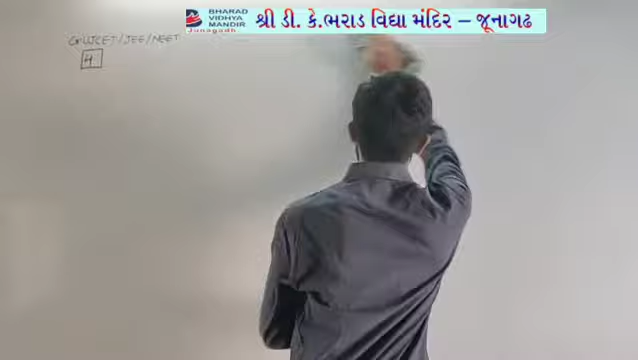 BHARAD
VIDHYA
MANDIR
Junagadh
શ્રી ડી. કે.ભરાડ વિદ્યા મંદિર – જૂનાગઢ
GUJCET/JEE/NEET
4